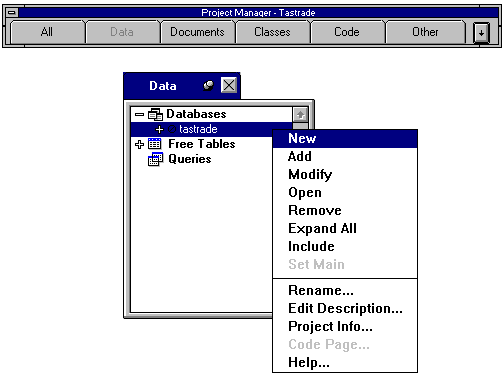 Project Manager - Tastrade
All Data Documents Classes Code Other
Data
Databases
tastrade
Free Tables
Queries
New
Add
Modify
Open
Remove
Expand All
Include
Set Main
Rename...
Edit Description...
Project Info...
Code Page...
Help...